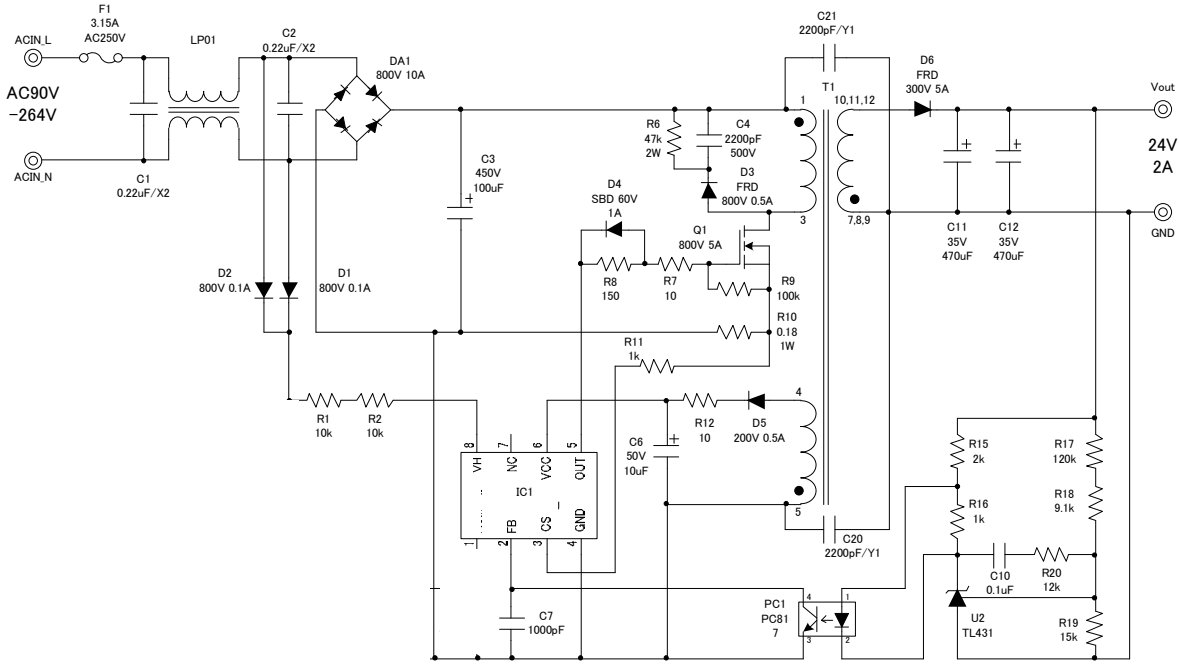 F1
3.15A
AC250V
ACIN_L
LP01
C2
0.22uF/X2
DA1
800V 10A
AC90V
-264V
ACIN_N
C1
0.22uF/X2
C21
2200pF/Y1
T1
1
10,11,12
3
7,8,9
D6
FRD
300V 5A
Vout
24V
2A
GND
R6
47k
2W
C4
2200pF
500V
D3
FRD
800V 0.5A
C3
450V
100uF
D4
SBD 60V
1A
Q1
800V 5A
R8
150
R7
10
R9
100k
R10
0.18
1W
R11
1k
C11
35V
470uF
C12
35V
470uF
D2
800V 0.1A
D1
800V 0.1A
R1
10k
R2
10k
8
7
6
5
VH
NC
VCC
OUT
IC1
FB
CS
GND
1
2
3
4
C6
50V
10uF
R12
10
D5
200V 0.5A
4
5
C20
2200pF/Y1
R15
2k
R16
1k
R17
120k
R18
9.1k
C10
0.1uF
R20
12k
U2
TL431
R19
15k
C7
1000pF
PC1
PC81
7
4
3
1
2